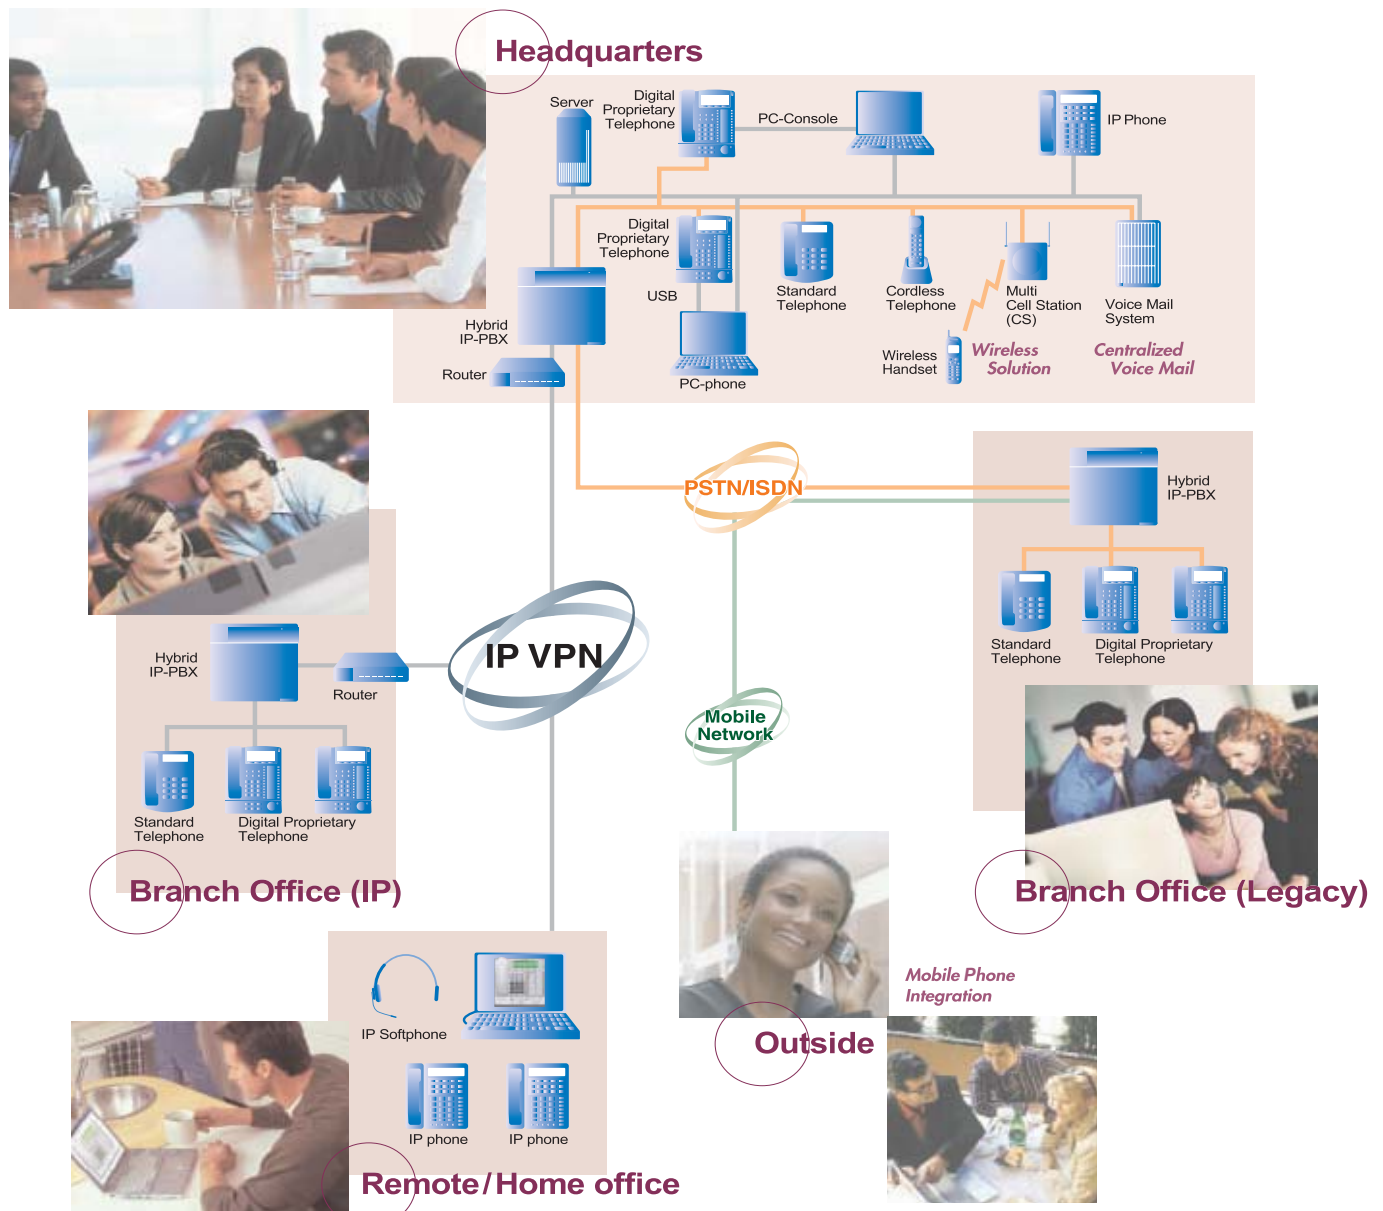 Headquarters
Server
Digital
Proprietary
Telephone
PC-Console
IP Phone
Digital
Proprietary
Telephone
USB
Standard
Telephone
Cordless
Telephone
Multi
Cell Station
(CS)
Voice Mail
System
Hybrid
IP-PBX
Router
PC-phone
Wireless
Handset
Wireless
Solution
Centralized
Voice Mail
PSTN/ISDN
Hybrid
IP-PBX
Standard
Telephone
Digital Proprietary
Telephone
Branch Office (Legacy)
IP VPN
Hybrid
IP-PBX
Router
Standard
Telephone
Digital Proprietary
Telephone
Branch Office (IP)
Mobile
Network
Mobile Phone
Integration
Outside
IP Softphone
IP phone
IP phone
Remote/Home office